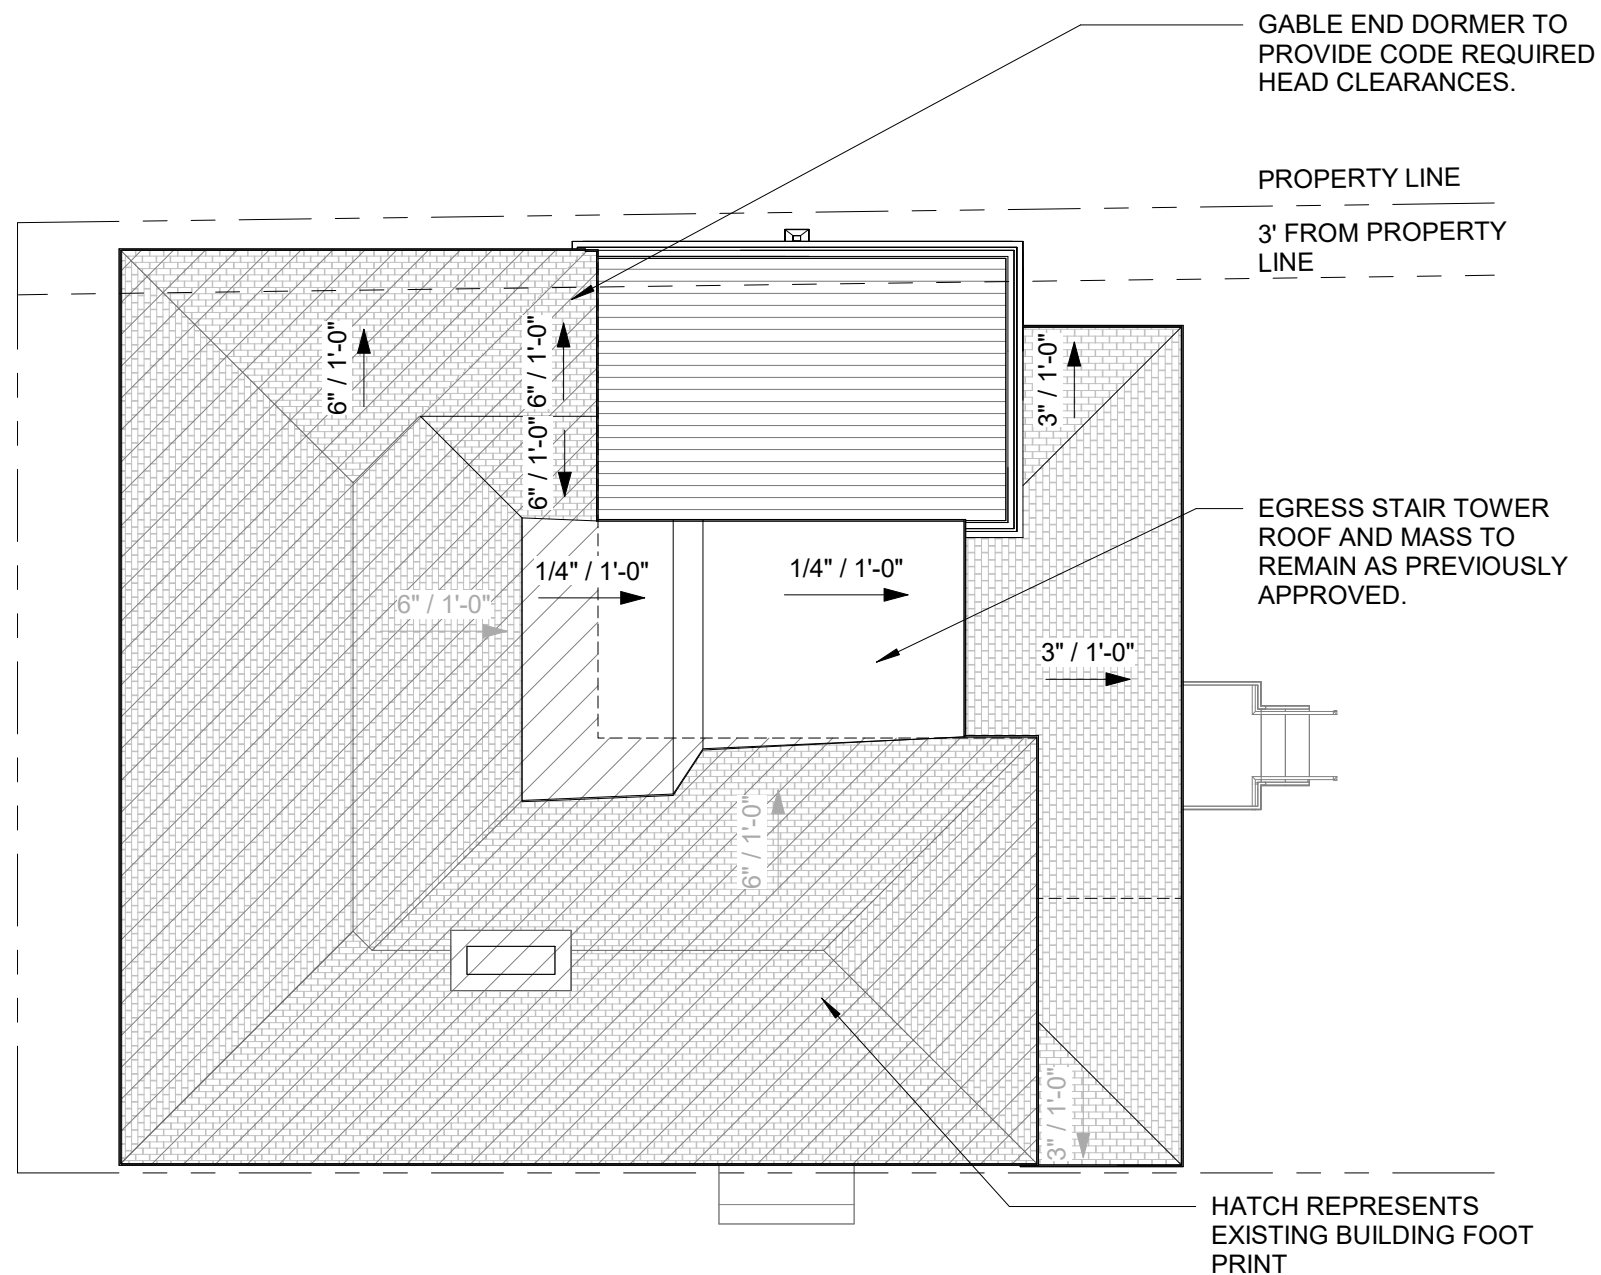 GABLE END DORMER TO
PROVIDE CODE REQUIRED
HEAD CLEARANCES.
PROPERTY LINE
3' FROM PROPERTY
LINE
6" / 1'-0"
6" / 1'-0"
6" / 1'-0"
3" / 1'-0"
EGRESS STAIR TOWER
ROOF AND MASS TO
REMAIN AS PREVIOUSLY
APPROVED.
1/4" / 1'-0"
1/4" / 1'-0"
6" / 1'-0"
3" / 1'-0"
6" / 1'-0"
3" / 1'-0"
HATCH REPRESENTS
EXISTING BUILDING FOOT
PRINT